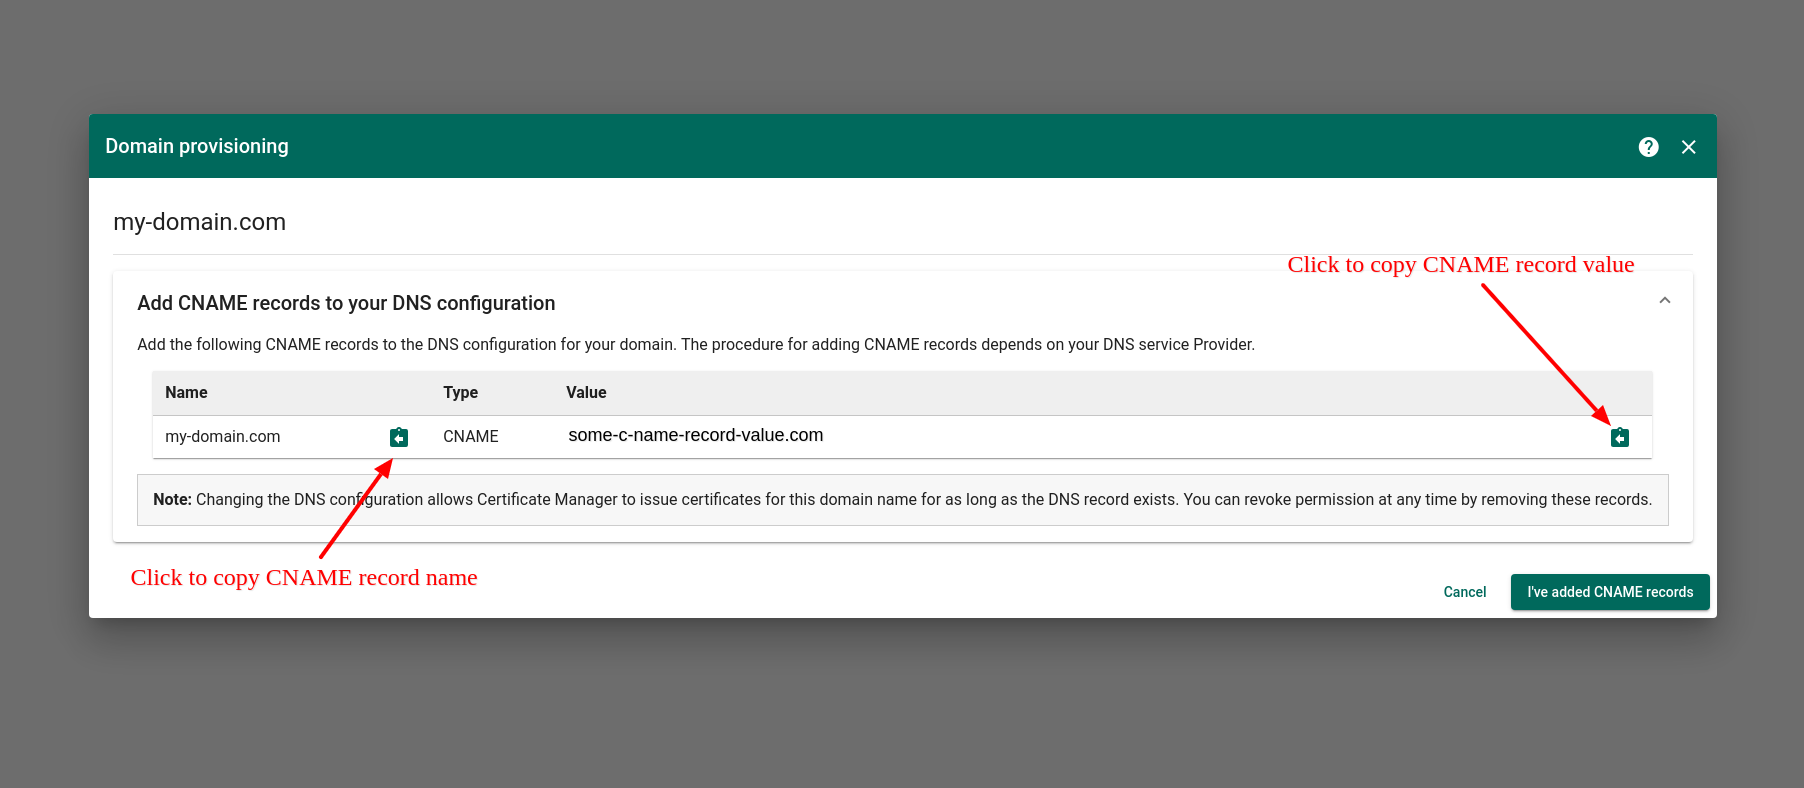 Domain provisioning
my-domain.com
Click to copy CNAME record value
Add CNAME records to your DNS configuration
Add the following CNAME records to the DNS configuration for your domain. The procedure for adding CNAME records depends on your DNS service Provider.
Name Type Value
my-domain.com CNAME some-c-name-record-value.com
Note: Changing the DNS configuration allows Certificate Manager to issue certificates for this domain name for as long as the DNS record exists. You can revoke permission at any time by removing these records.
Click to copy CNAME record name
Cancel I've added CNAME records